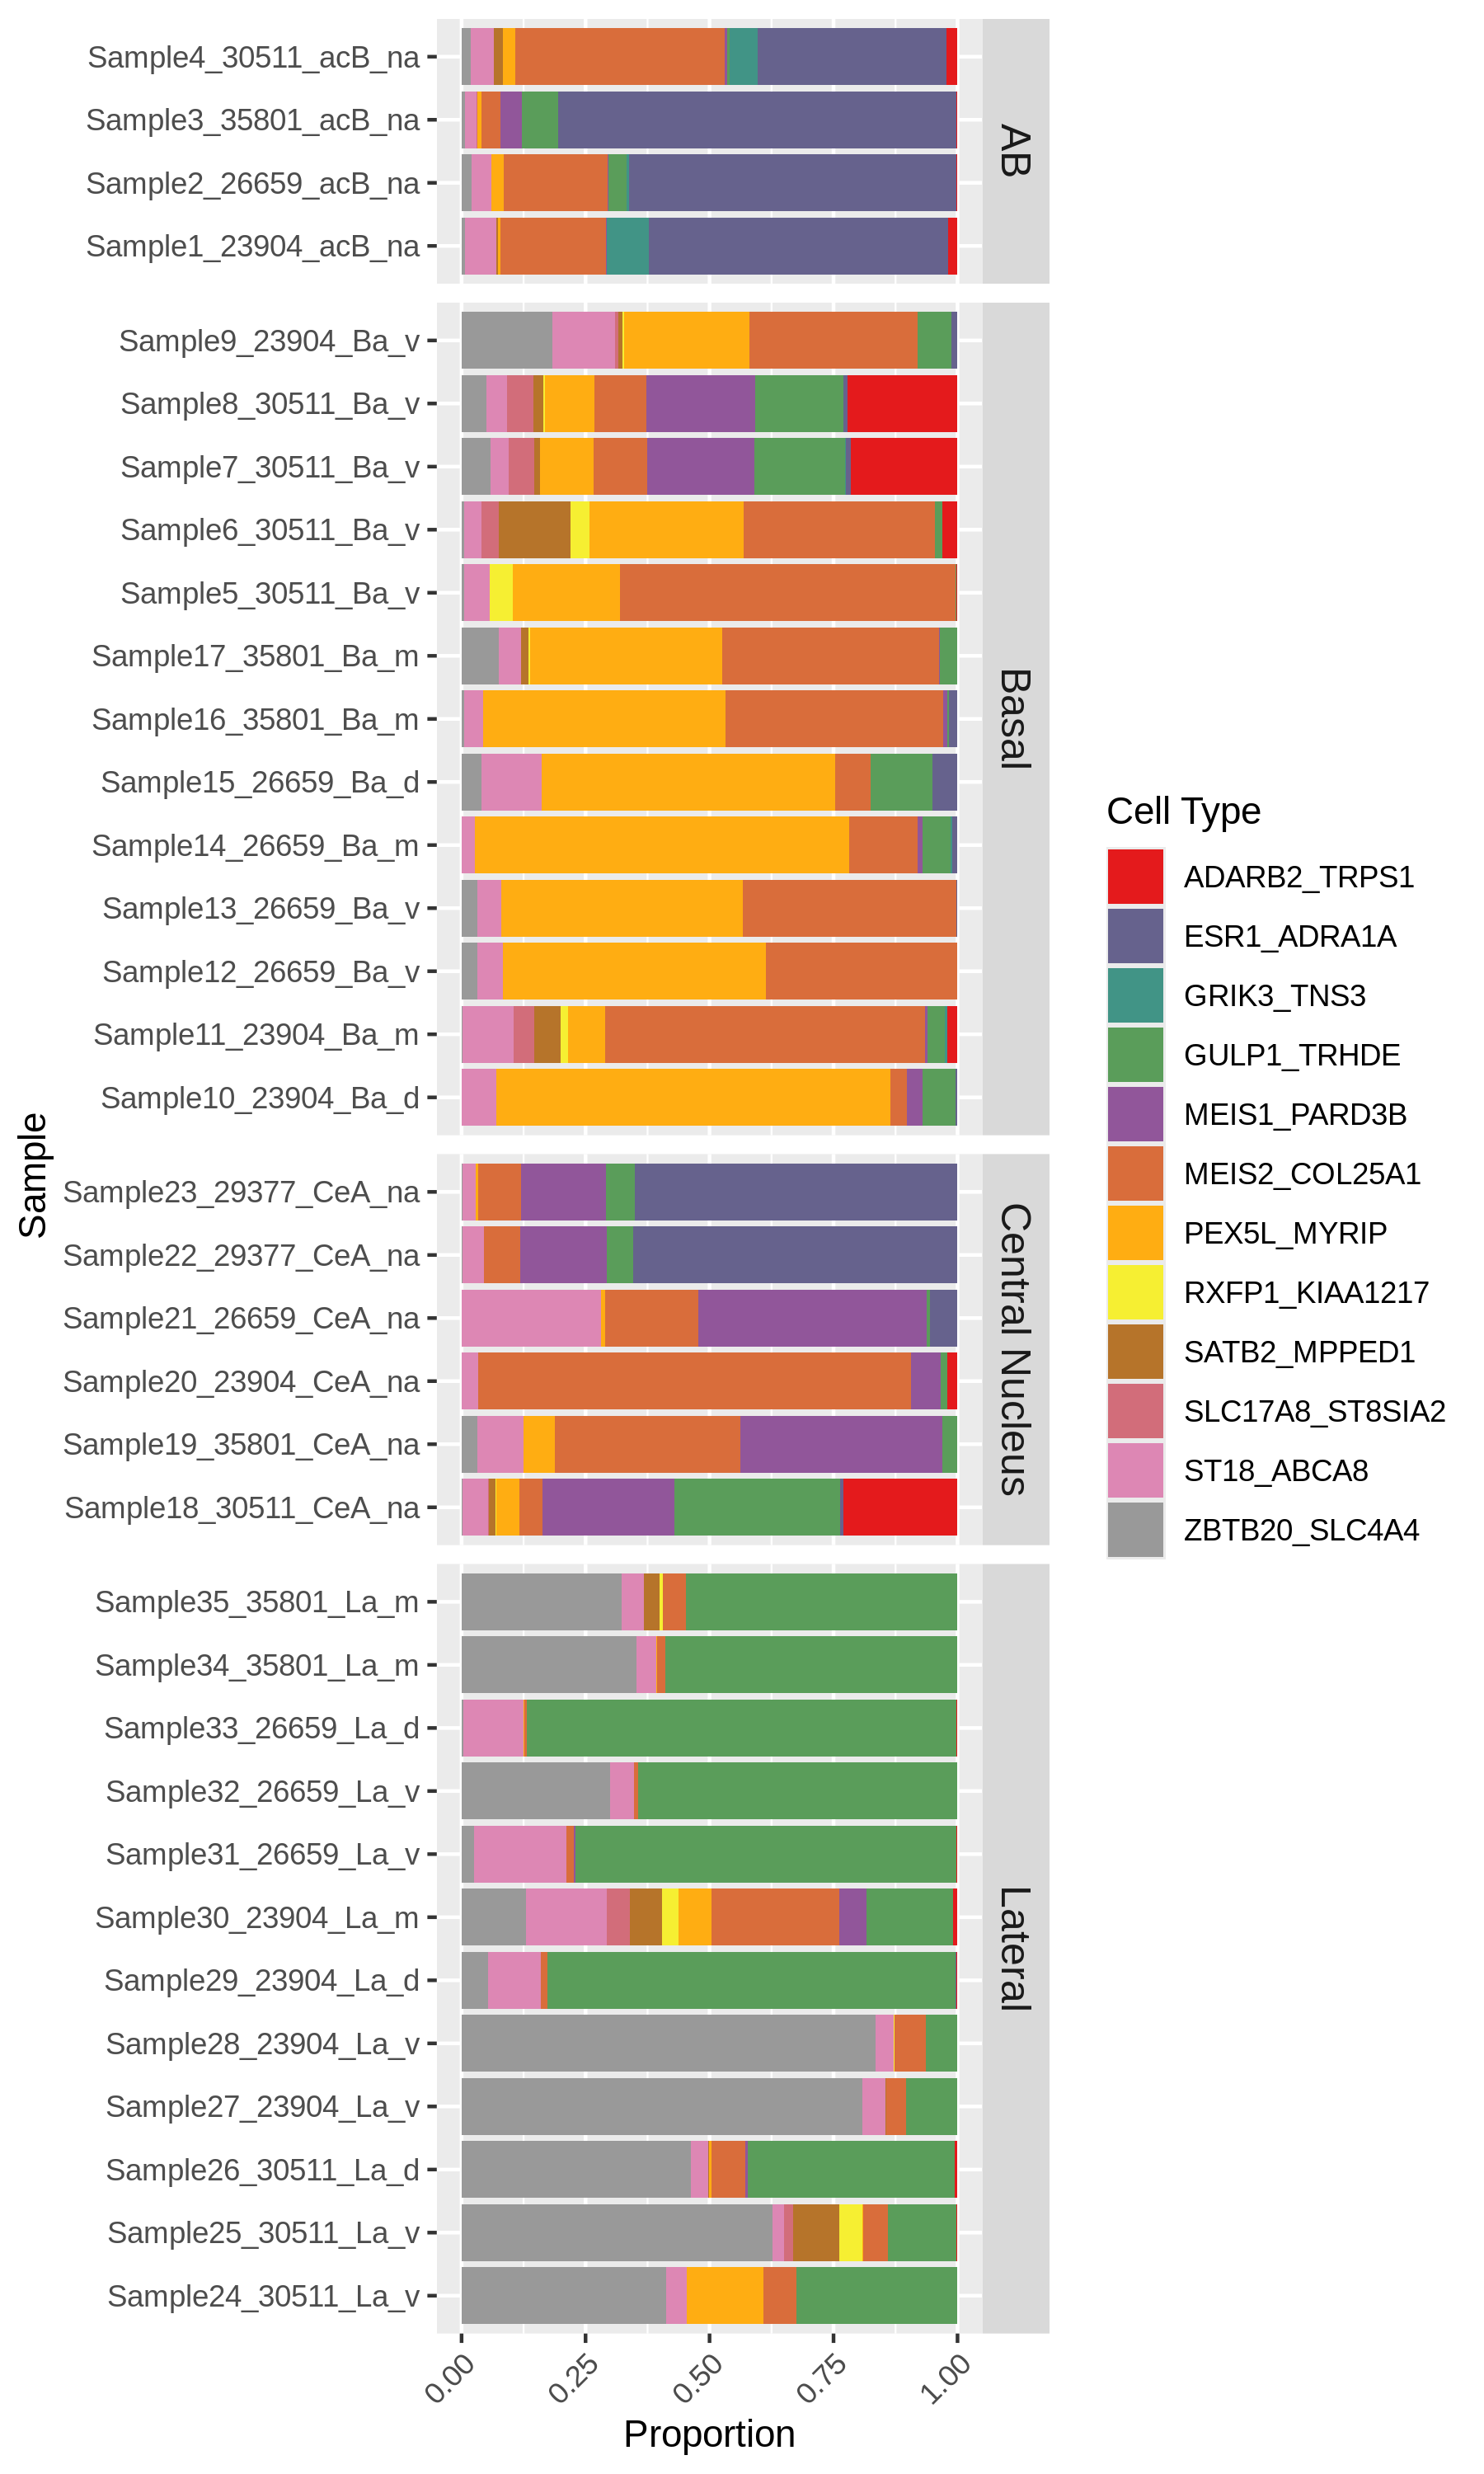 Sample4_30511_acB_na
Sample3_35801_acB_na
Sample2_26659_acB_na
Sample1_23904_acB_na
AB
Sample9_23904_Ba_v
Sample8_30511_Ba_v
Sample7_30511_Ba_v
Sample6_30511_Ba_v
Sample5_30511_Ba_v
Sample17_35801_Ba_m
Sample16_35801_Ba_m
Sample15_26659_Ba_d
Sample14_26659_Ba_m
Sample13_26659_Ba_v
Sample12_26659_Ba_v
Sample11_23904_Ba_m
Sample10_23904_Ba_d
Basal
Sample23_29377_CeA_na
Sample22_29377_CeA_na
Sample21_26659_CeA_na
Sample20_23904_CeA_na
Sample19_35801_CeA_na
Sample18_30511_CeA_na
Central Nucleus
Sample35_35801_La_m
Sample34_35801_La_m
Sample33_26659_La_d
Sample32_26659_La_v
Sample31_26659_La_v
Sample30_23904_La_m
Sample29_23904_La_d
Sample28_23904_La_v
Sample27_23904_La_v
Sample26_30511_La_d
Sample25_30511_La_v
Sample24_30511_La_v
Lateral
Sample
0.00
0.25
0.50
0.75
1.00
Proportion
Cell Type
ADARB2_TRPS1
ESR1_ADRA1A
GRIK3_TNS3
GULP1_TRHDE
MEIS1_PARD3B
MEIS2_COL25A1
PEX5L_MYRIP
RXFP1_KIAA1217
SATB2_MPPED1
SLC17A8_ST8SIA2
ST18_ABCA8
ZBTB20_SLC4A4